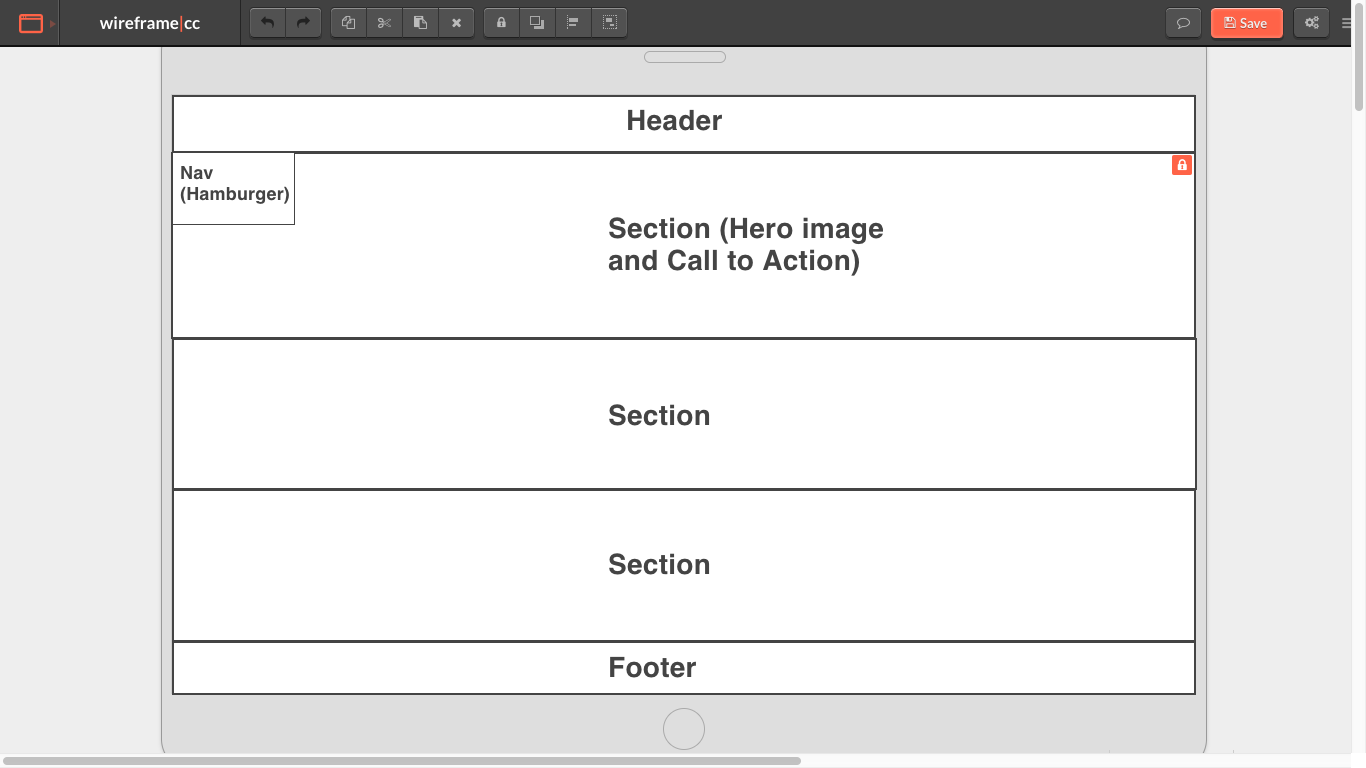 wireframe|cc
Save
Header
Nav
(Hamburger)
Section (Hero image
and Call to Action)
Section
Section
Footer